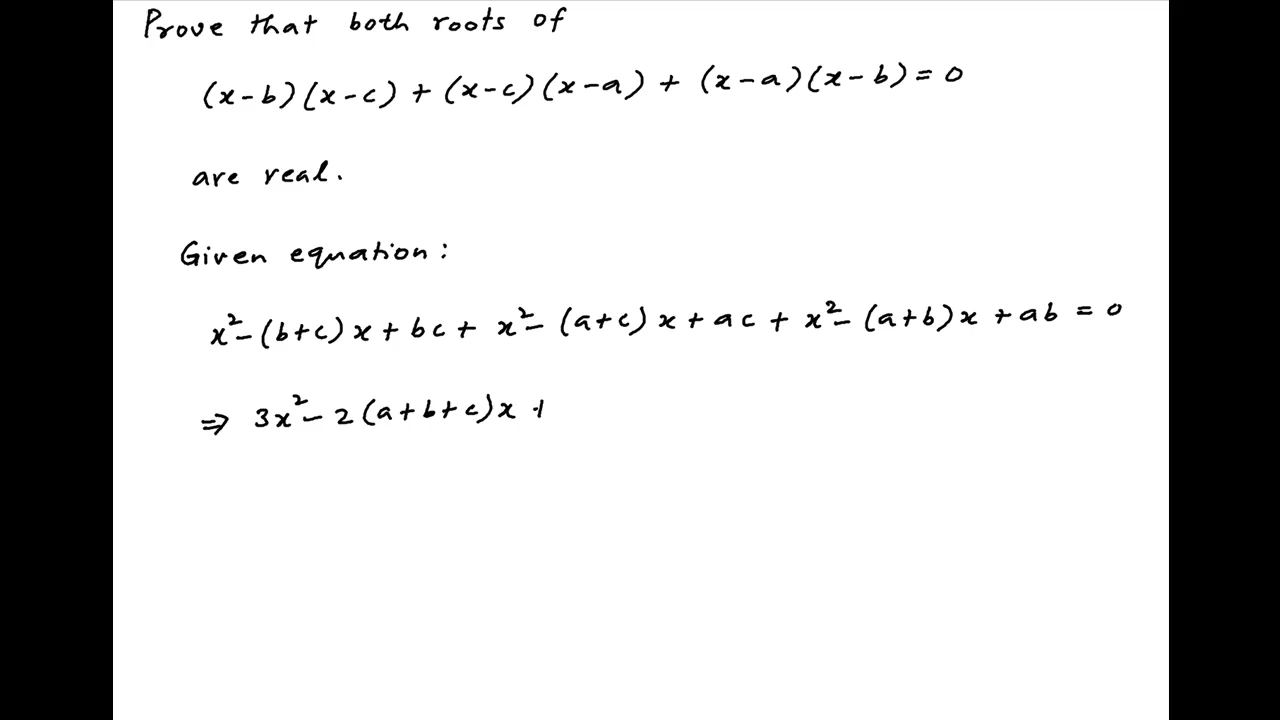 Prove that both roots of
(x-b)(x-c) + (x-c)(x-a) + (x-a)(x-b) = 0
are real.
Given equation:
x² - (b+c)x + bc + x² - (a+c)x + ac + x² - (a+b)x + ab = 0
⇒ 3x² - 2(a+b+c)x +